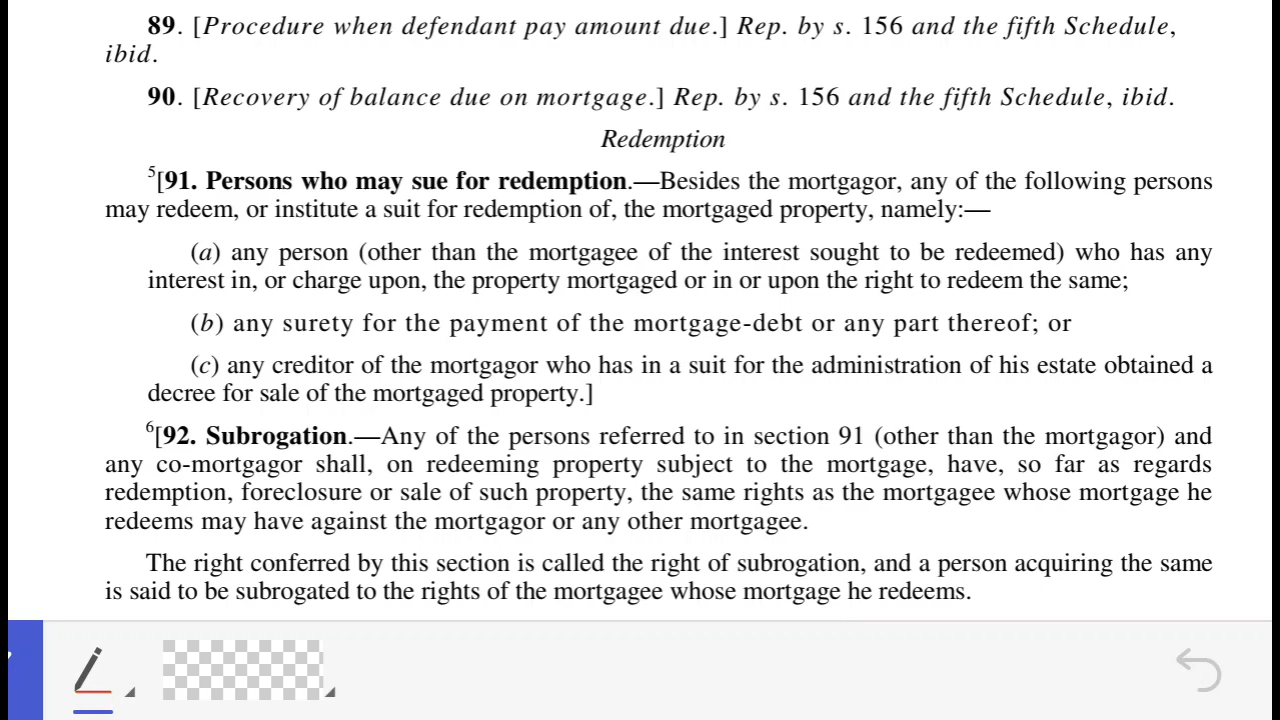 89. [Procedure when defendant pay amount due.] Rep. by s. 156 and the fifth Schedule,
ibid.
90. [Recovery of balance due on mortgage.] Rep. by s. 156 and the fifth Schedule, ibid.
Redemption
5[91. Persons who may sue for redemption.—Besides the mortgagor, any of the following persons
may redeem, or institute a suit for redemption of, the mortgaged property, namely:—
(a) any person (other than the mortgagee of the interest sought to be redeemed) who has any
interest in, or charge upon, the property mortgaged or in or upon the right to redeem the same;
(b) any surety for the payment of the mortgage-debt or any part thereof; or
(c) any creditor of the mortgagor who has in a suit for the administration of his estate obtained a
decree for sale of the mortgaged property.]
6[92. Subrogation.—Any of the persons referred to in section 91 (other than the mortgagor) and
any co-mortgagor shall, on redeeming property subject to the mortgage, have, so far as regards
redemption, foreclosure or sale of such property, the same rights as the mortgagee whose mortgage he
redeems may have against the mortgagor or any other mortgagee.
The right conferred by this section is called the right of subrogation, and a person acquiring the same
is said to be subrogated to the rights of the mortgagee whose mortgage he redeems.